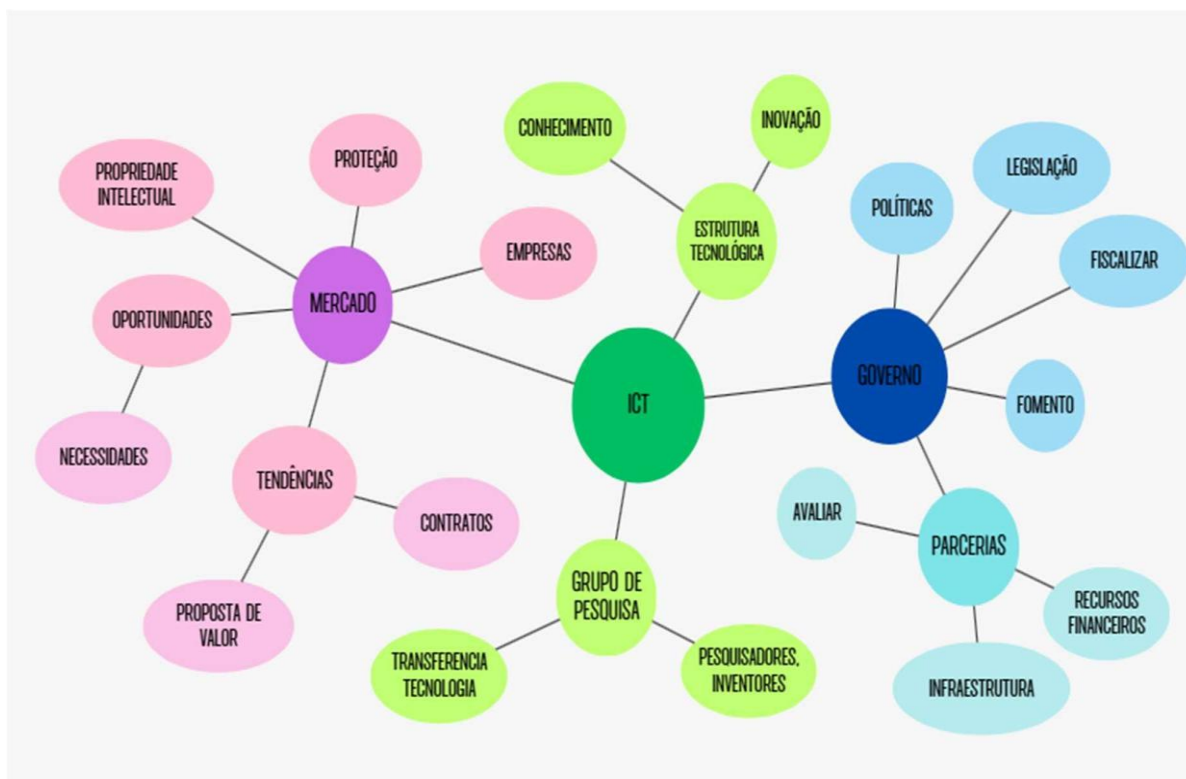 INOVAÇÃO
CONHECIMENTO
PROTEÇÃO
PROPRIEDADE
INTELECTUAL
LEGISLAÇÃO
POLÍTICAS
ESTRUTURA
TECNOLÓGICA
EMPRESAS
FISCALIZAR
MERCADO
OPORTUNIDADES
GOVERNO
ICT
FOMENTO
NECESSIDADES
TENDÊNCIAS
CONTRATOS
AVALIAR
PARCERIAS
GRUPO DE
PESQUISA
PROPOSTA DE
VALOR
RECURSOS
FINANCEIROS
TRANSFERENCIA
TECNOLOGIA
PESQUISADORES,
INVENTORES
INFRAESTRUTURA